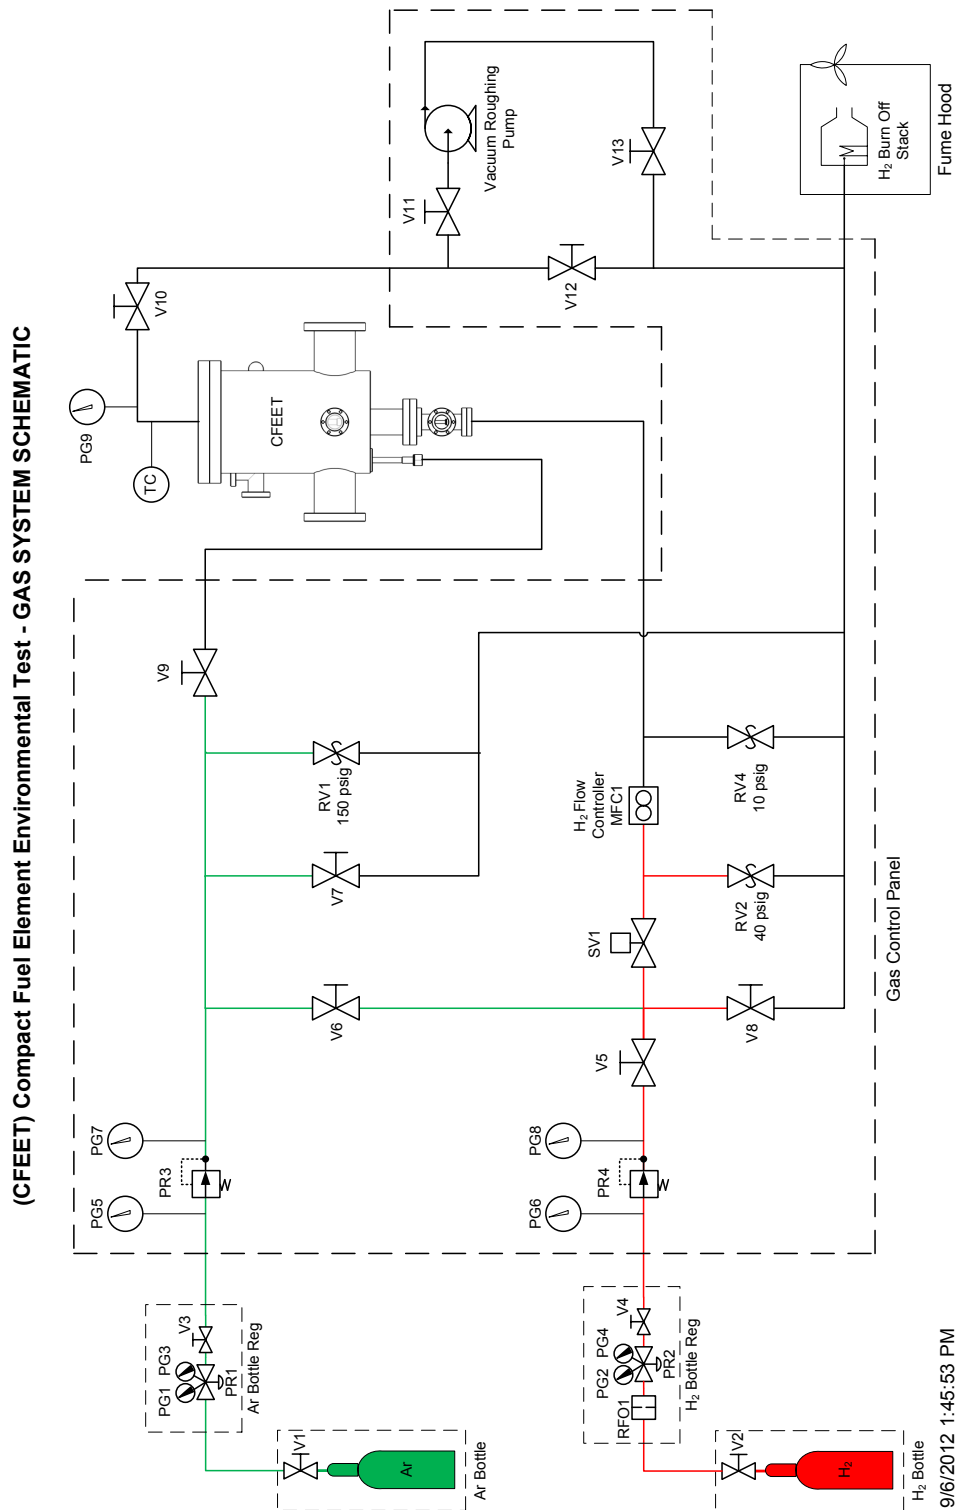 (CFEET) Compact Fuel Element Environmental Test - GAS SYSTEM SCHEMATIC
PG9
TC
V10
CFEET
V11
Vacuum Roughing
Pump
V12
V13
H₂ Burn Off
Stack
Fume Hood
V9
RV1
150 psig
V7
V6
H₂ Flow
Controller
MFC1
RV4
10 psig
RV2
40 psig
SV1
V8
V5
Gas Control Panel
PG7
PR3
PG5
PG8
PR4
PG6
V3
PG3
PG1
PR1
Ar Bottle Reg
V4
PG4
PG2
PR2
RFO1
H₂ Bottle Reg
V1
Ar
Ar Bottle
V2
H₂
H₂ Bottle
9/6/2012 1:45:53 PM